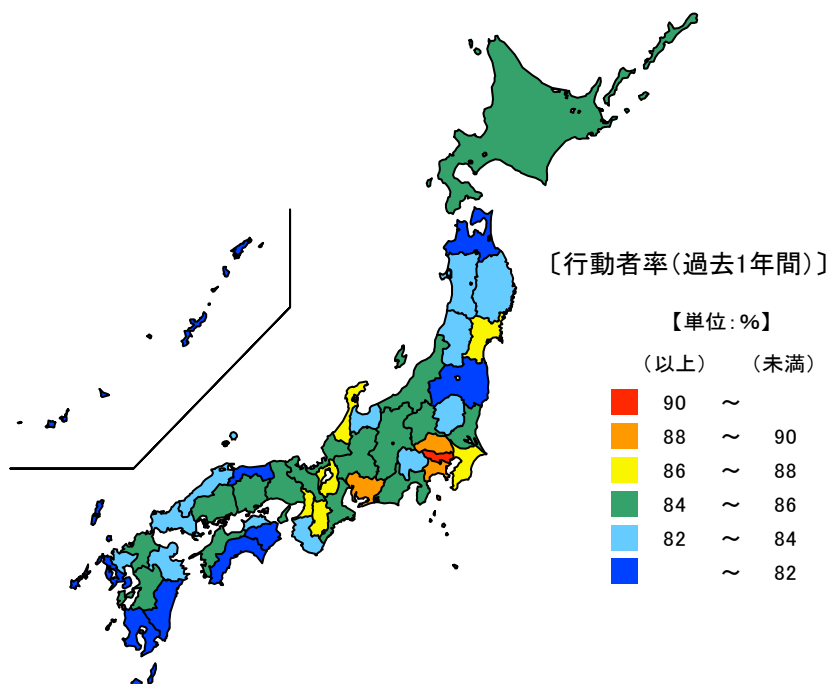 〔行動者率(過去1年間)〕
【単位:%】
(以上) (未満)
90 ～
88 ～ 90
86 ～ 88
84 ～ 86
82 ～ 84
～ 82